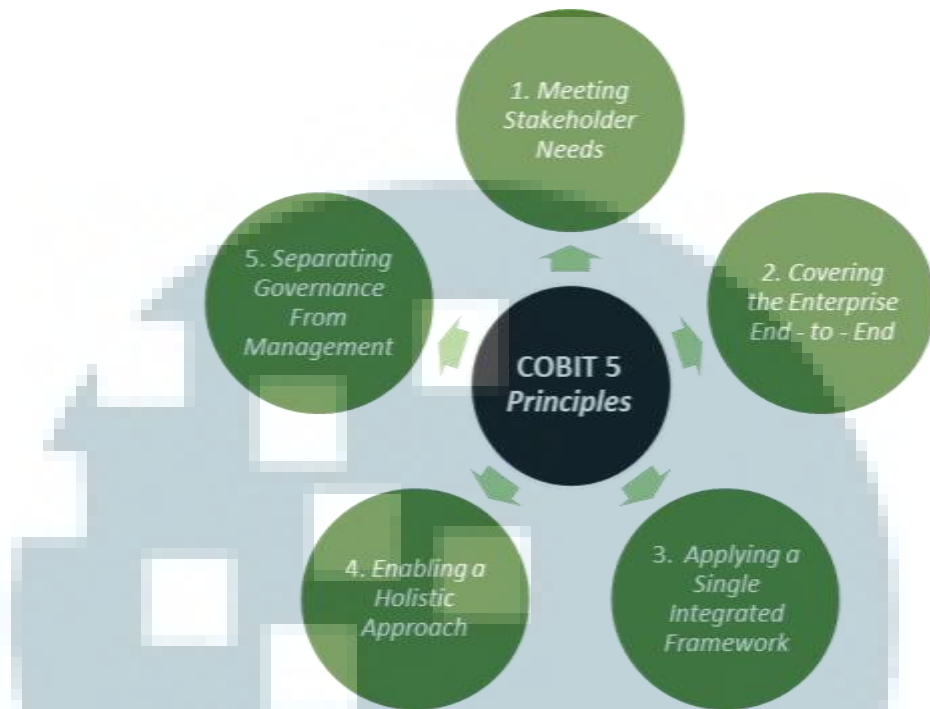 1. Meeting
Stakeholder
Needs
2. Covering
the Enterprise
End - to - End
3. Applying a
Single
Integrated
Framework
4. Enabling a
Holistic
Approach
5. Separating
Governance
From
Management
COBIT 5
Principles